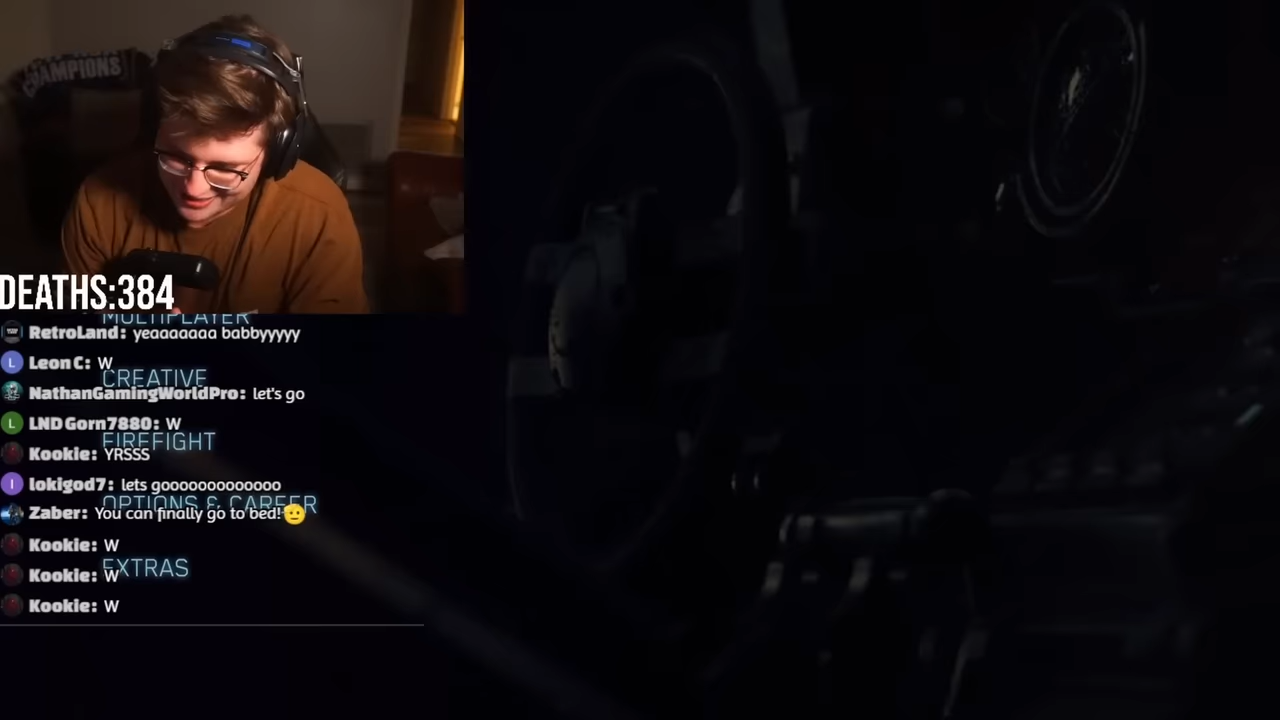 CHAMPIONS
DEATHS:384
MULTIPLAYER
RetroLand: yeaaaaaaa babbyyyyy
Leon C: W
CREATIVE
NathanGamingWorldPro: let's go
LND Gorn7880: W
FIREFIGHT
Kookie: YRSSS
lokigod7: lets gooooooooooooo
OPTIONS & CAREER
Zaber: You can finally go to bed!🫡
Kookie: W
EXTRAS
Kookie: W
Kookie: W